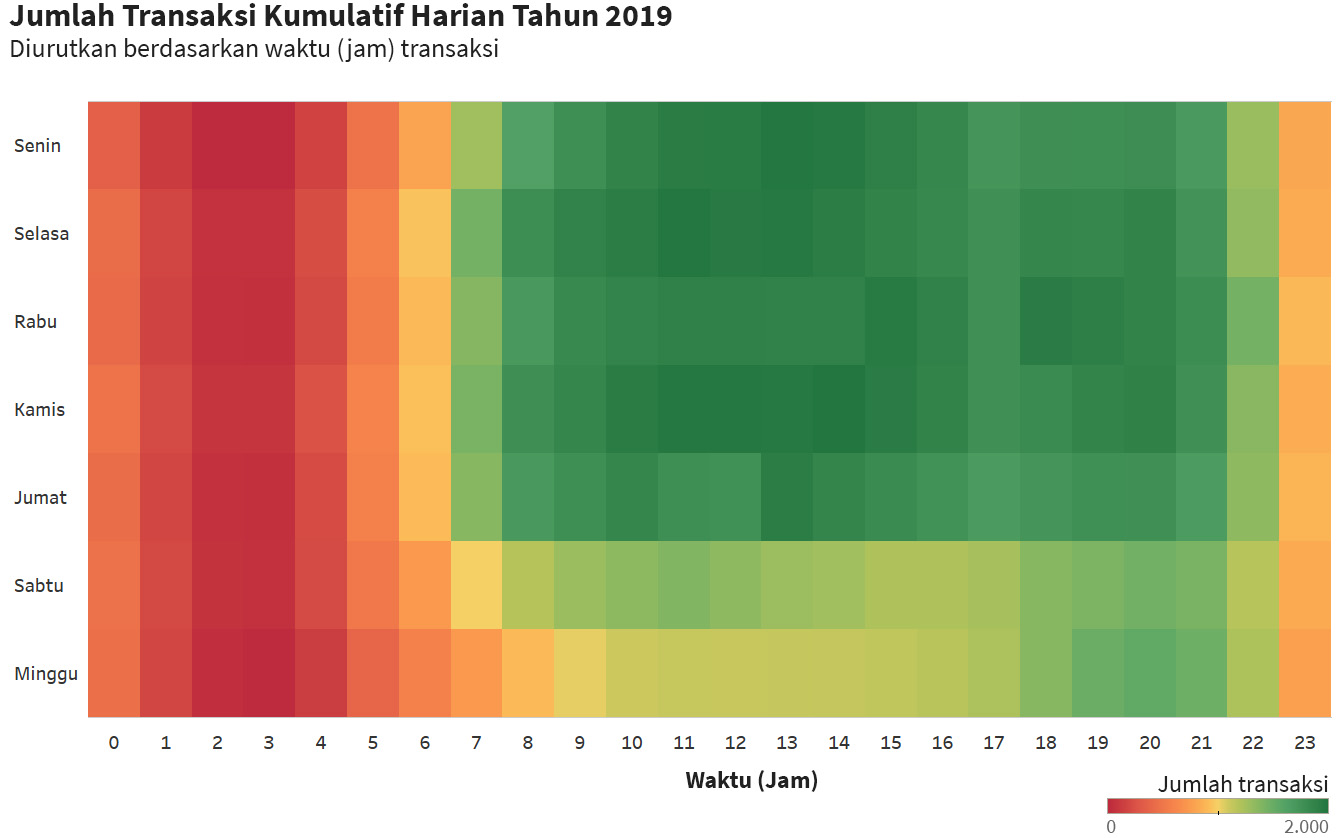 Jumlah Transaksi Kumulatif Harian Tahun 2019
Diurutkan berdasarkan waktu (jam) transaksi
Senin
Selasa
Rabu
Kamis
Jumat
Sabtu
Minggu
0 1 2 3 4 5 6 7 8 9 10 11 12 13 14 15 16 17 18 19 20 21 22 23
Waktu (Jam)
Jumlah transaksi
0 2.000